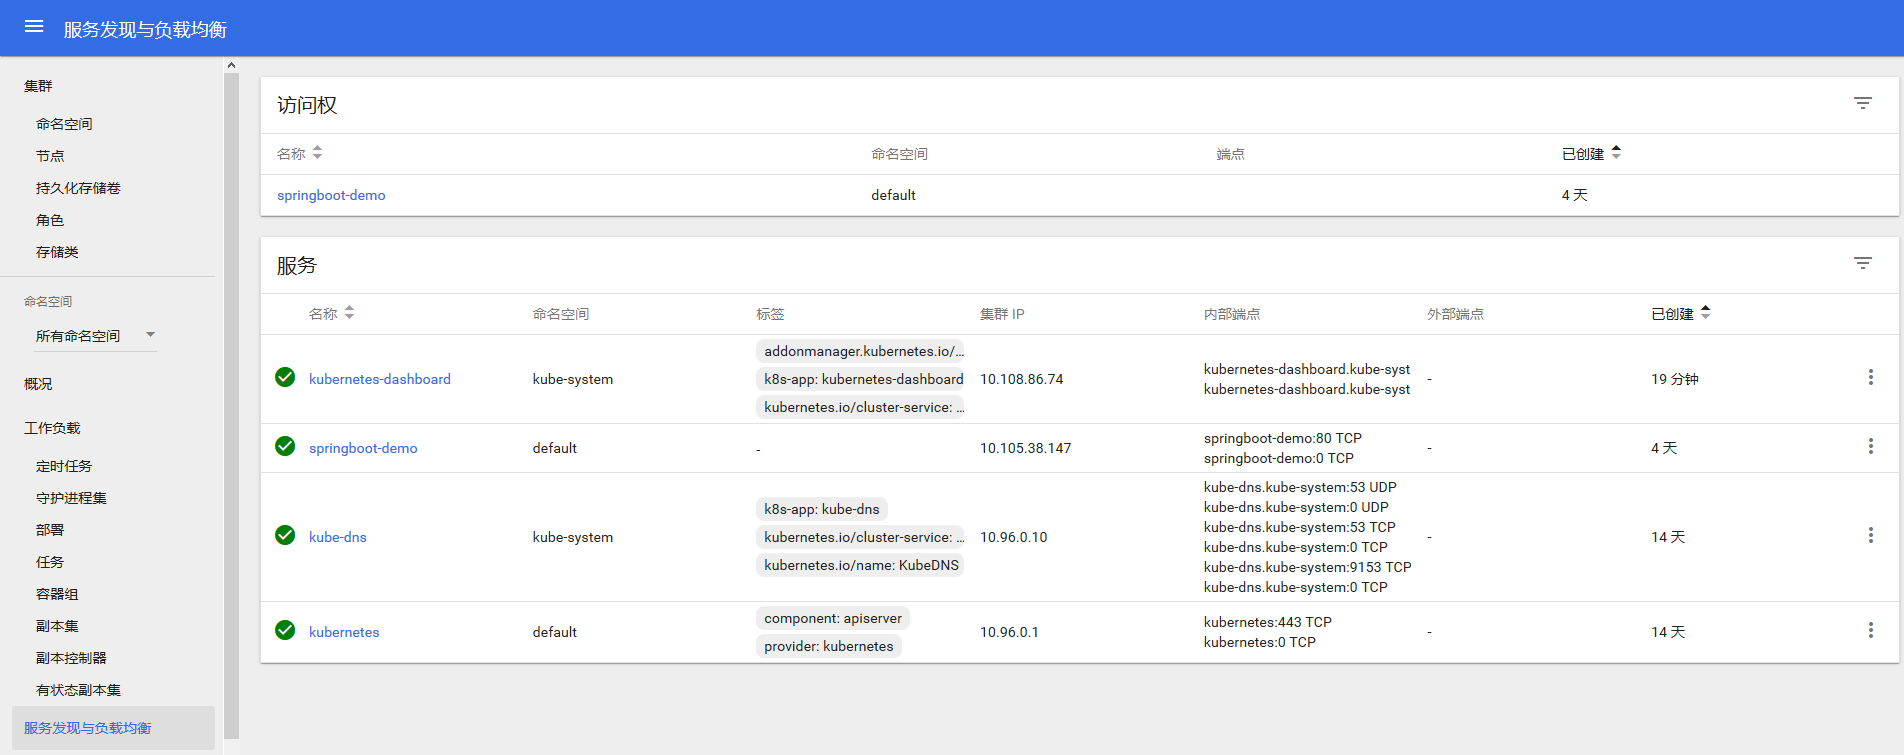 服务发现与负载均衡
集群
命名空间
节点
持久化存储卷
角色
存储类
命名空间
所有命名空间
概况
工作负载
定时任务
守护进程集
部署
任务
容器组
副本集
副本控制器
有状态副本集
服务发现与负载均衡
访问权
名称 命名空间 端点 已创建
springboot-demo default 4 天
服务
名称 命名空间 标签 集群 IP 内部端点 外部端点 已创建
addonmanager.kubernetes.io/…
kubernetes-dashboard kube-system k8s-app: kubernetes-dashboard 10.108.86.74 kubernetes-dashboard.kube-syst - 19 分钟
kubernetes-dashboard.kube-syst
kubernetes.io/cluster-service: …
springboot-demo default - 10.105.38.147 springboot-demo:80 TCP - 4 天
springboot-demo:0 TCP
kube-dns.kube-system:53 UDP
k8s-app: kube-dns kube-dns.kube-system:0 UDP
kube-dns.kube-system:53 TCP
kube-dns kube-system kubernetes.io/cluster-service: … 10.96.0.10 - 14 天
kube-dns.kube-system:0 TCP
kubernetes.io/name: KubeDNS kube-dns.kube-system:9153 TCP
kube-dns.kube-system:0 TCP
component: apiserver kubernetes:443 TCP
kubernetes default 10.96.0.1 - 14 天
provider: kubernetes kubernetes:0 TCP